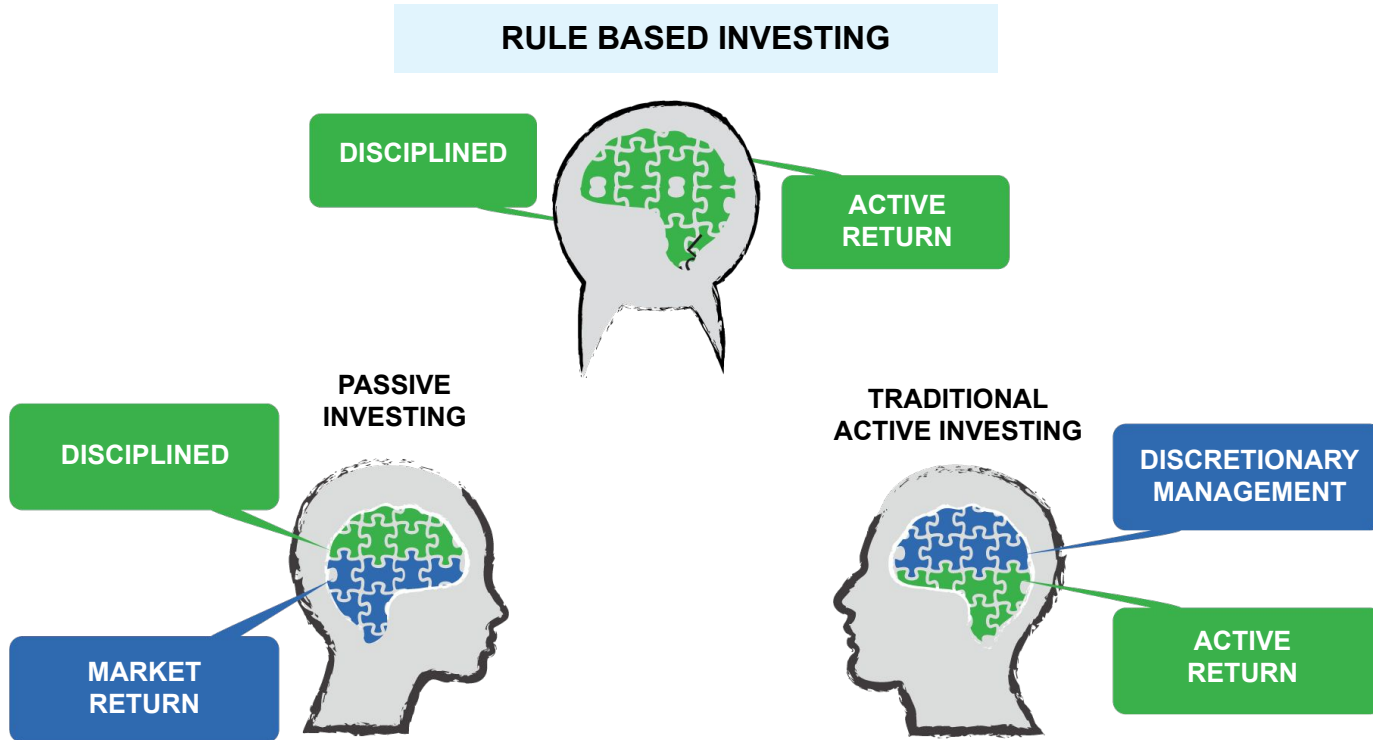 RULE BASED INVESTING
DISCIPLINED
ACTIVE
RETURN
PASSIVE
INVESTING
DISCIPLINED
MARKET
RETURN
TRADITIONAL
ACTIVE INVESTING
DISCRETIONARY
MANAGEMENT
ACTIVE
RETURN